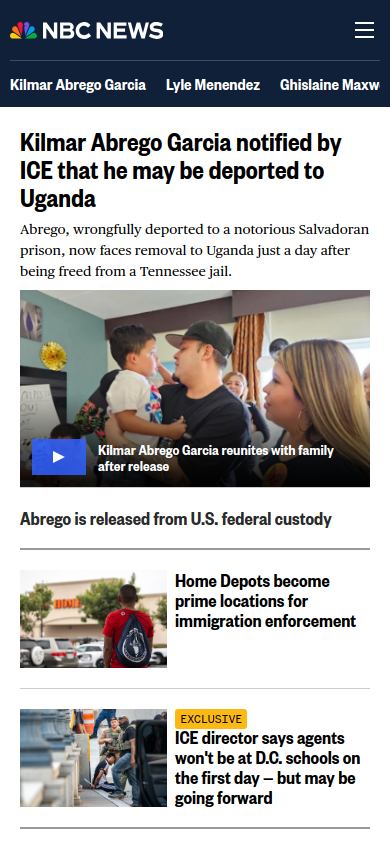 NBC NEWS
Kilmar Abrego Garcia Lyle Menendez Ghislaine Maxw
Kilmar Abrego Garcia notified by
ICE that he may be deported to
Uganda
Abrego, wrongfully deported to a notorious Salvadoran
prison, now faces removal to Uganda just a day after
being freed from a Tennessee jail.
Kilmar Abrego Garcia reunites with family
after release
Abrego is released from U.S. federal custody
Home Depots become
prime locations for
immigration enforcement
EXCLUSIVE
ICE director says agents
won't be at D.C. schools on
the first day — but may be
going forward